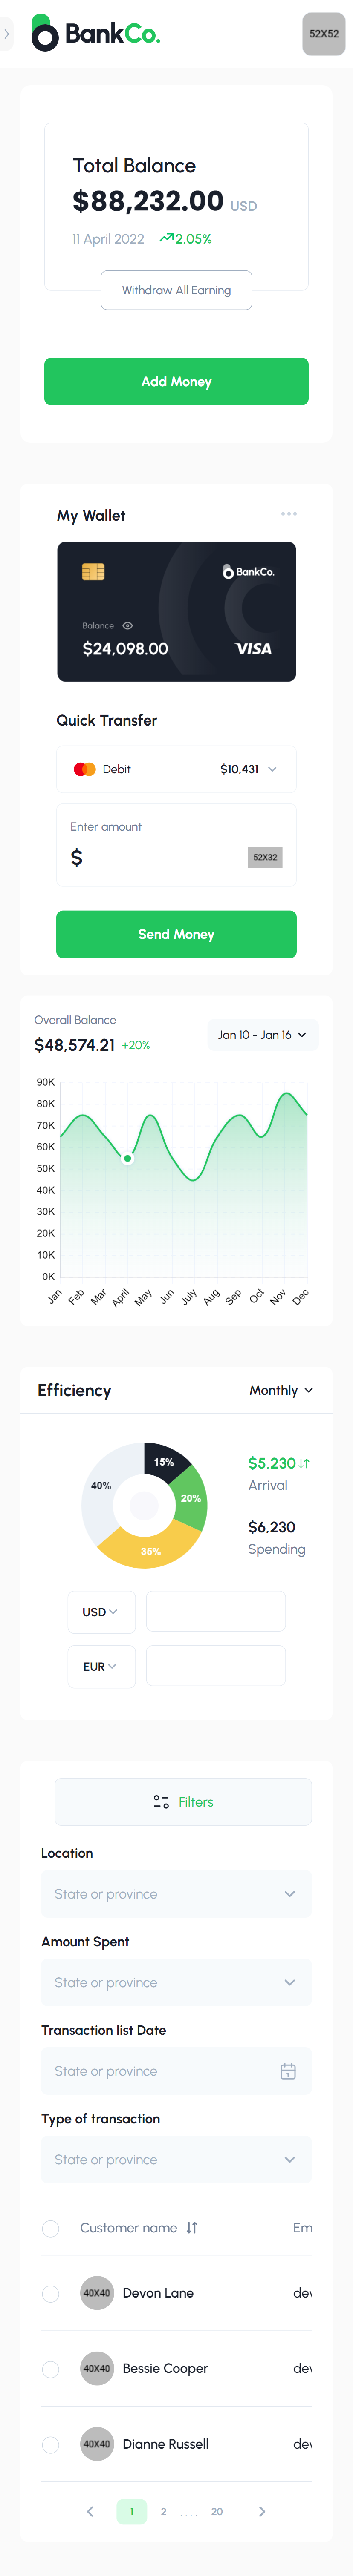 BankCo.
52X52
Total Balance
$88,232.00 USD
11 April 2022 2,05%
Withdraw All Earning
Add Money
My Wallet
BankCo.
Balance
$24,098.00 VISA
Quick Transfer
Debit $10,431
Enter amount
$ 52X32
Send Money
Overall Balance
$48,574.21 +20%
Jan 10 - Jan 16
90K
80K
70K
60K
50K
40K
30K
20K
10K
0K
Jan Feb Mar April May Jun July Aug Sep Oct Nov Dec
Efficiency Monthly
15%
40%
20%
35%
$5,230
Arrival
$6,230
Spending
USD
EUR
Filters
Location
State or province
Amount Spent
State or province
Transaction list Date
State or province
Type of transaction
State or province
Customer name Em
40X40 Devon Lane dev
40X40 Bessie Cooper dev
40X40 Dianne Russell dev
1 2 .... 20